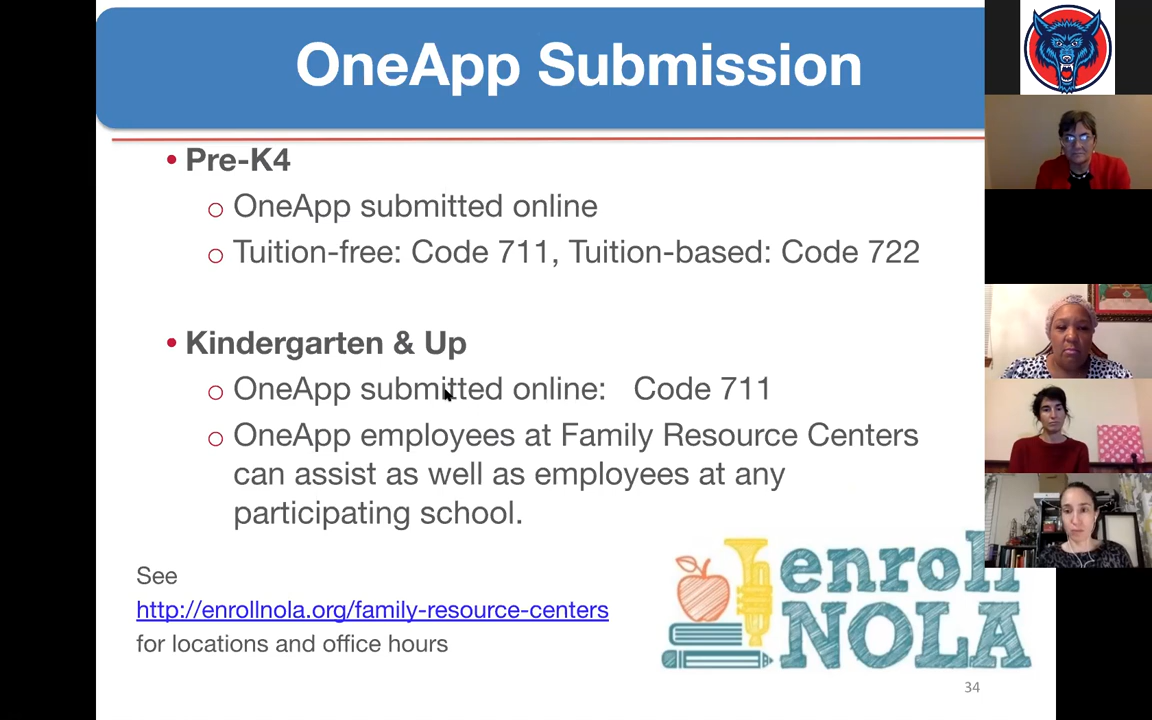 OneApp Submission
• Pre-K4
○ OneApp submitted online
○ Tuition-free: Code 711, Tuition-based: Code 722
• Kindergarten & Up
○ OneApp submitted online: Code 711
○ OneApp employees at Family Resource Centers
can assist as well as employees at any
participating school.
See
http://enrollnola.org/family-resource-centers
for locations and office hours
enroll
NOLA
34